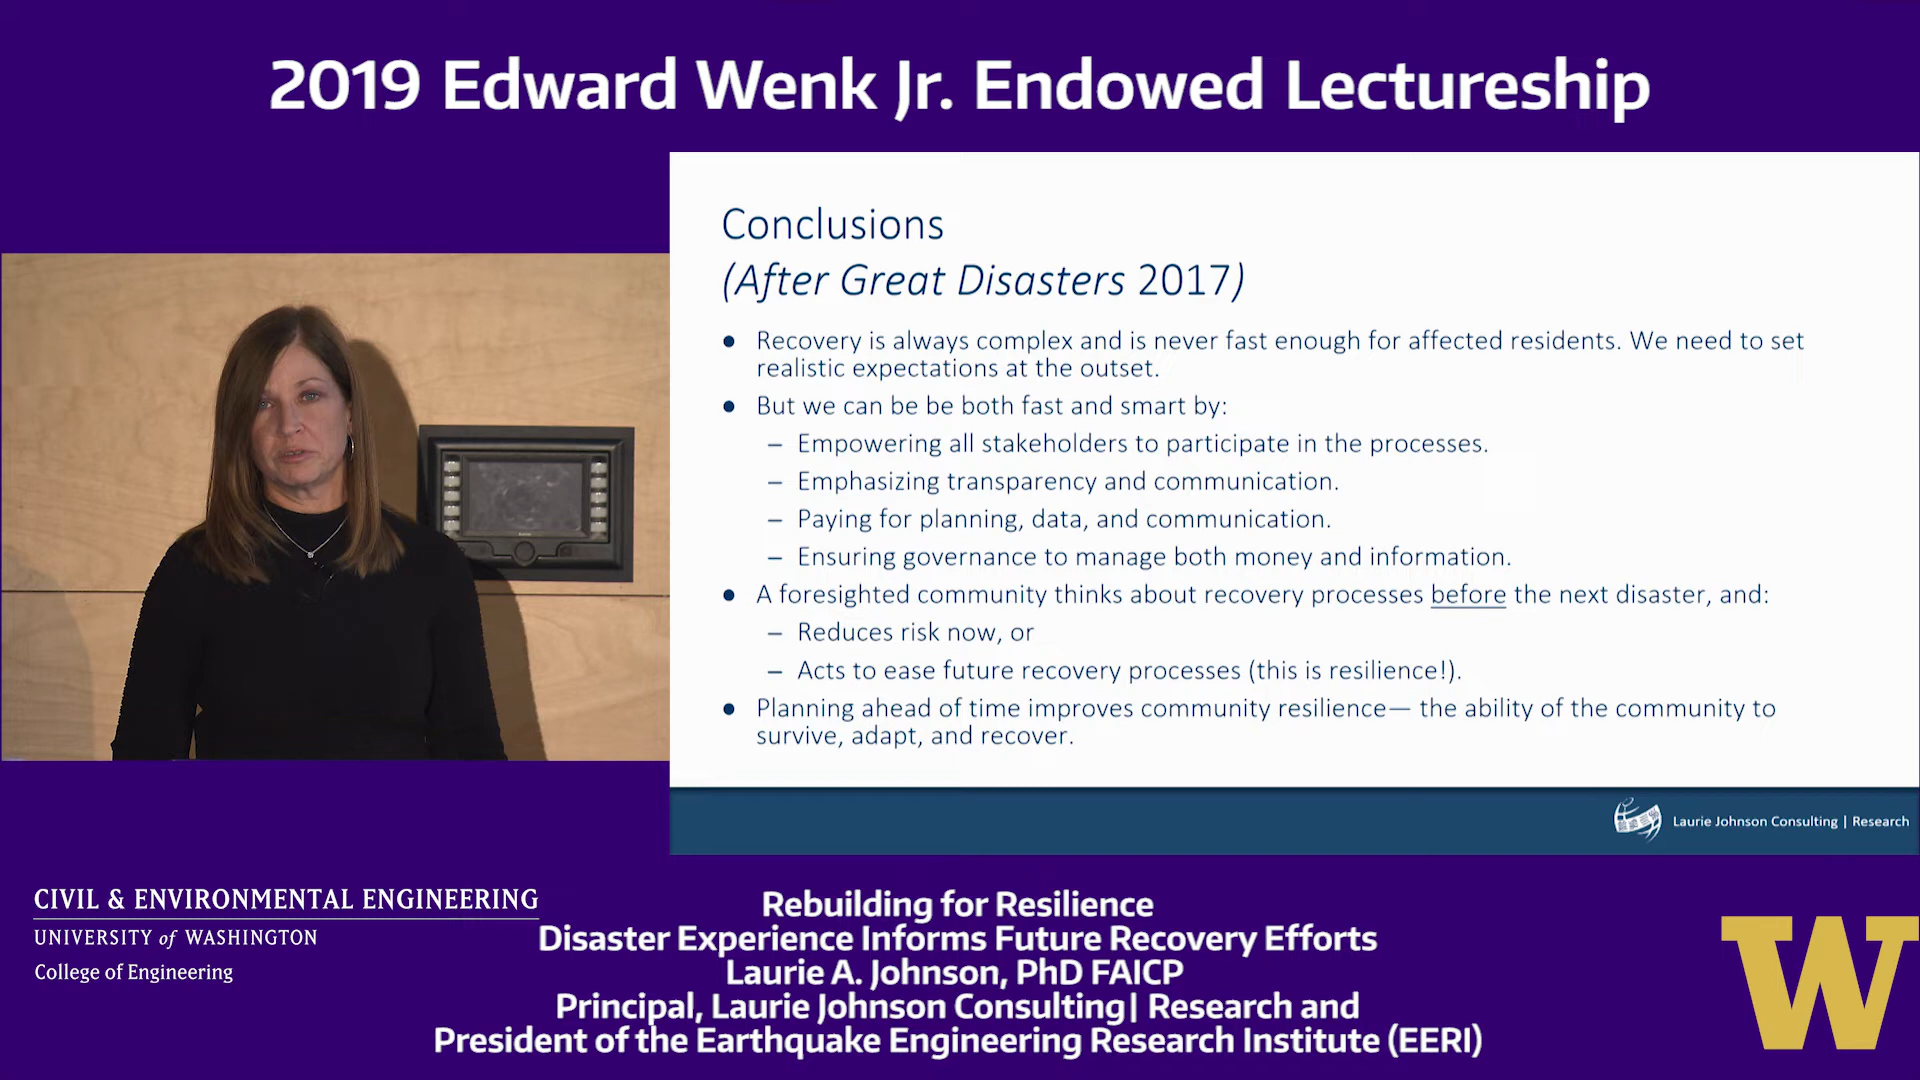 2019 Edward Wenk Jr. Endowed Lectureship
Conclusions
(After Great Disasters 2017)
● Recovery is always complex and is never fast enough for affected residents. We need to set
realistic expectations at the outset.
● But we can be be both fast and smart by:
– Empowering all stakeholders to participate in the processes.
– Emphasizing transparency and communication.
– Paying for planning, data, and communication.
– Ensuring governance to manage both money and information.
● A foresighted community thinks about recovery processes before the next disaster, and:
– Reduces risk now, or
– Acts to ease future recovery processes (this is resilience!).
● Planning ahead of time improves community resilience— the ability of the community to
survive, adapt, and recover.
Laurie Johnson Consulting | Research
CIVIL & ENVIRONMENTAL ENGINEERING
UNIVERSITY of WASHINGTON
College of Engineering
Rebuilding for Resilience
Disaster Experience Informs Future Recovery Efforts
Laurie A. Johnson, PhD FAICP
Principal, Laurie Johnson Consulting| Research and
President of the Earthquake Engineering Research Institute (EERI)
W